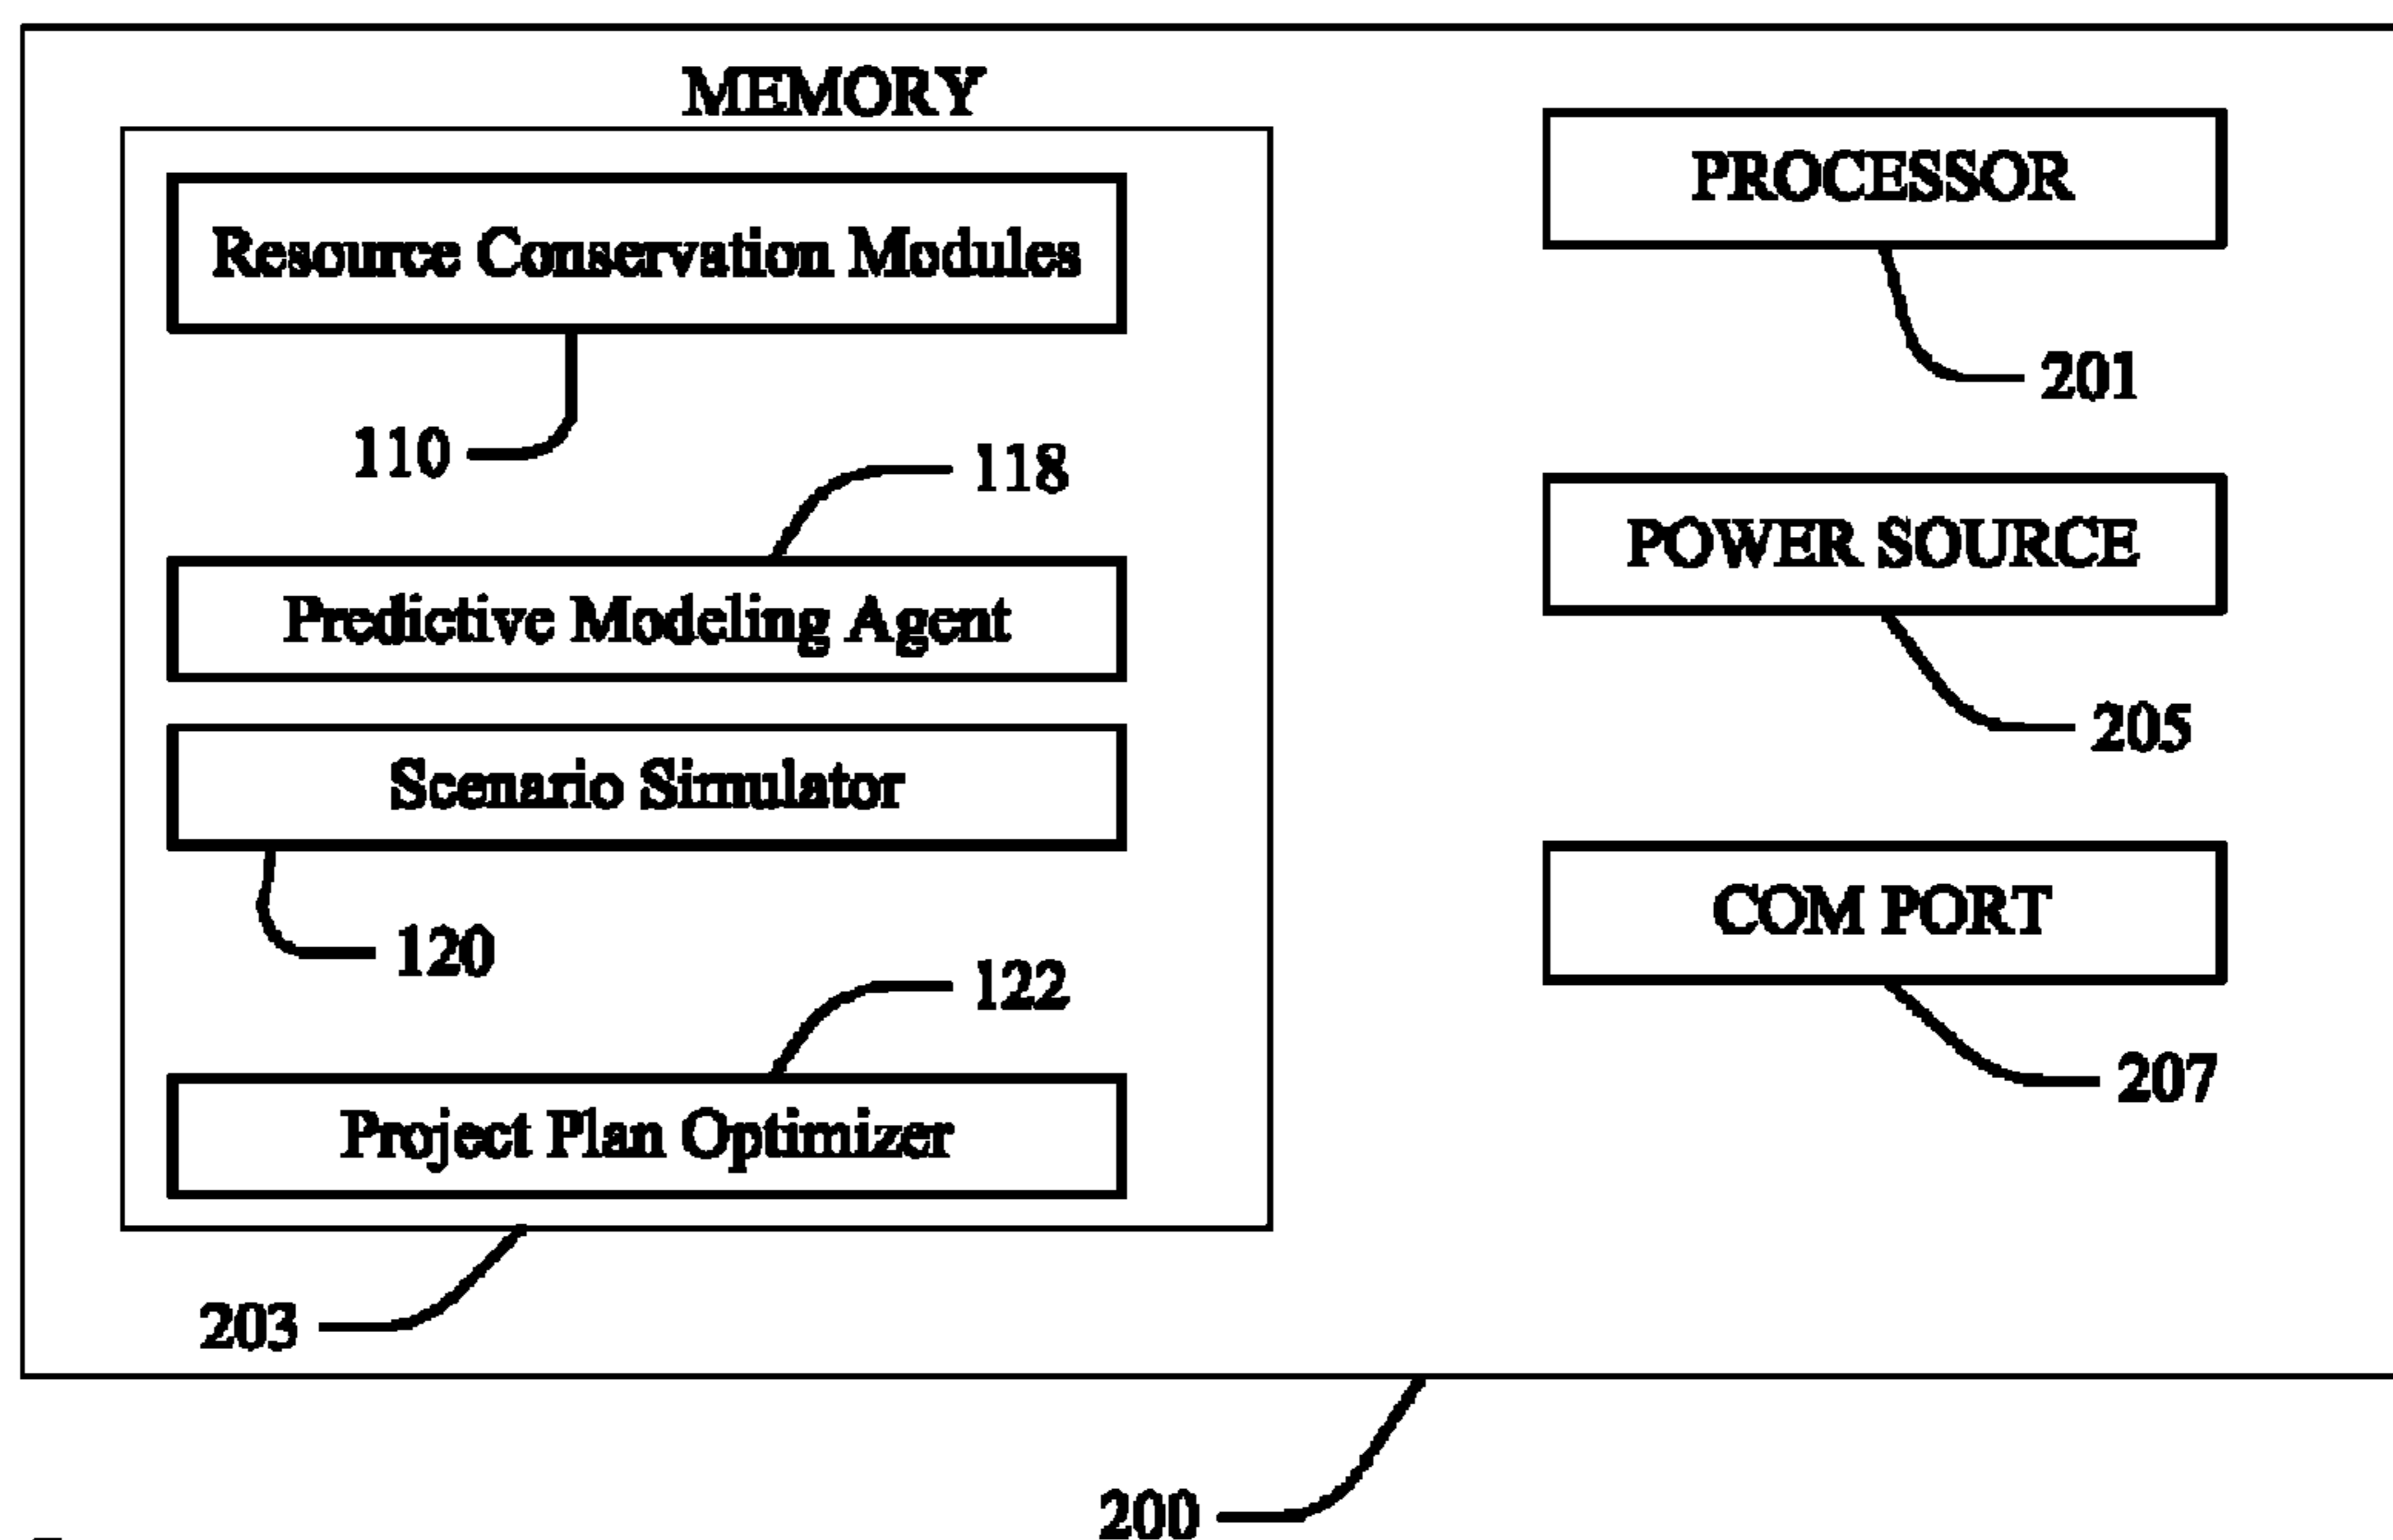 MEMORY
Resource Conservation Modules
110
118
Predictive Modeling Agent
Scenario Simulator
120
122
Project Plan Optimizer
203
PROCESSOR
201
POWER SOURCE
205
COM PORT
207
200